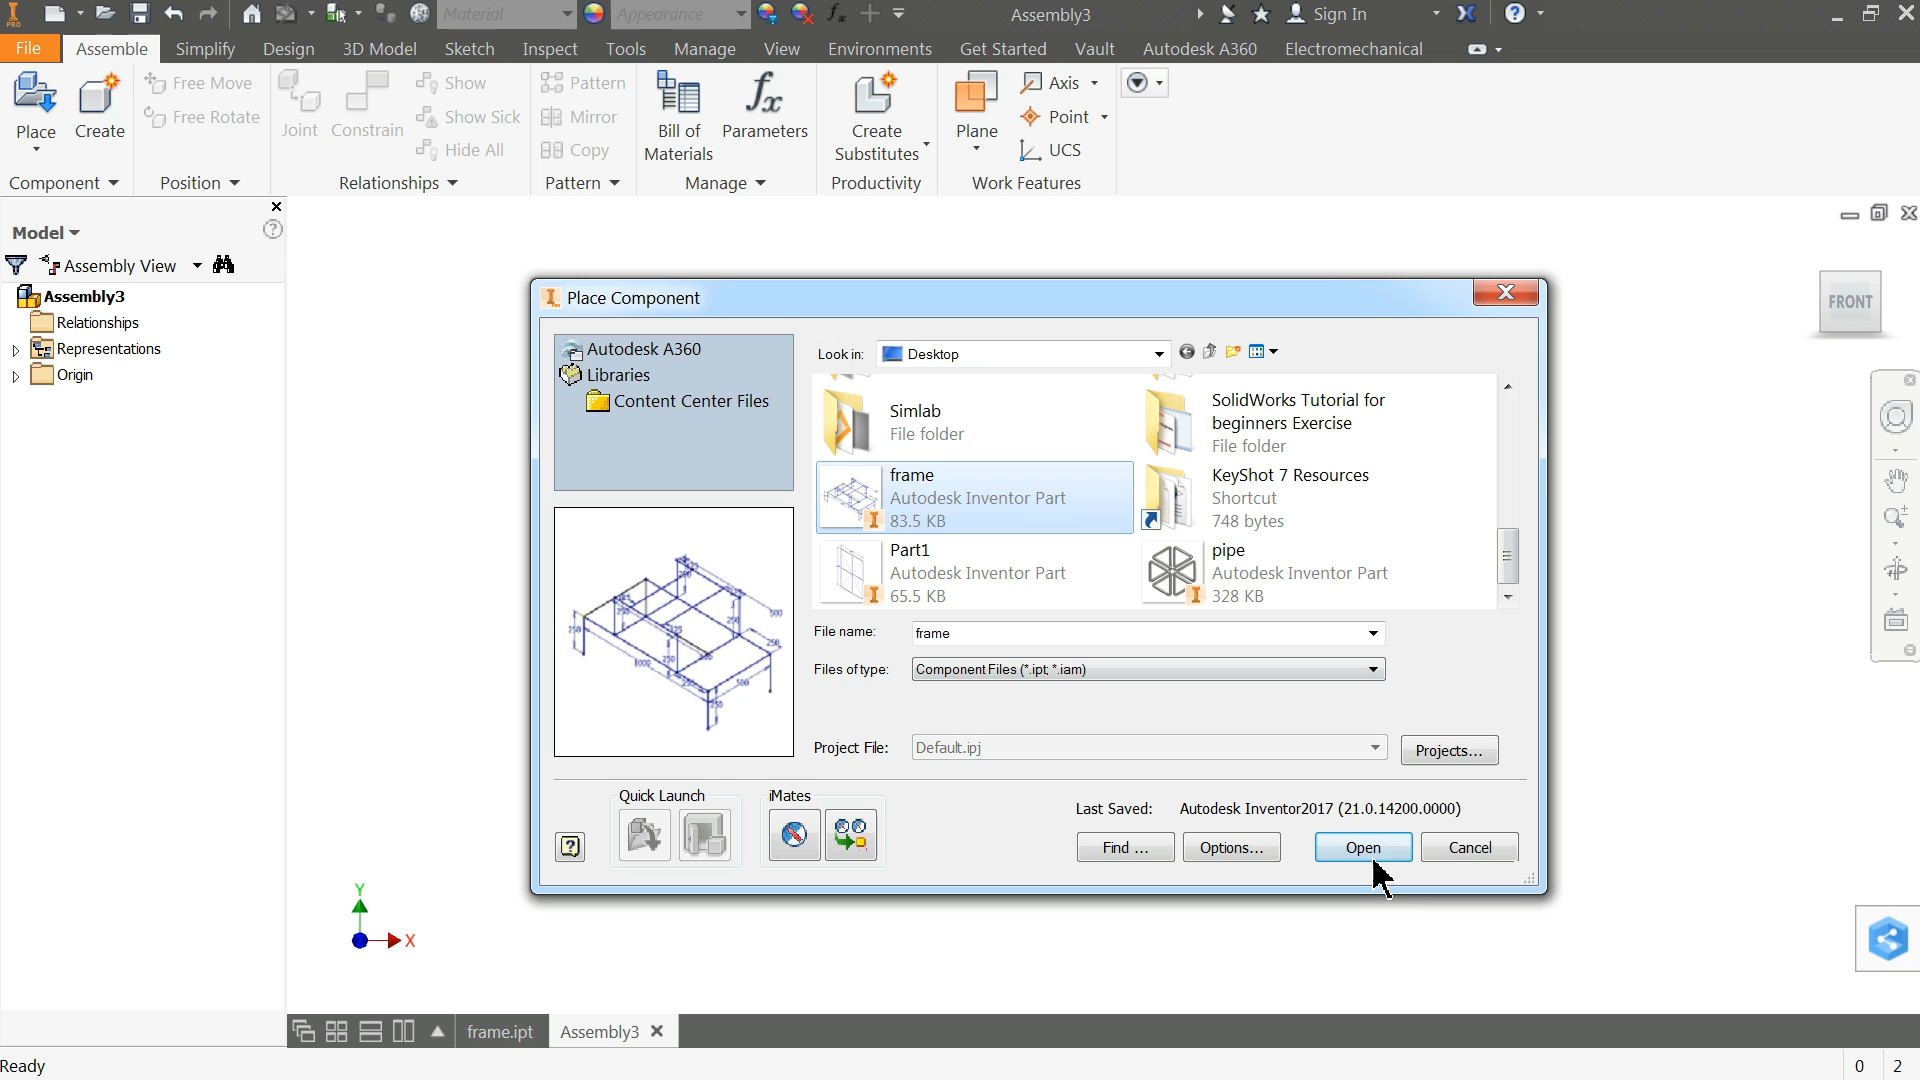 PRO
Material
Appearance
Assembly3
Sign In
File
Assemble
Simplify
Design
3D Model
Sketch
Inspect
Tools
Manage
View
Environments
Get Started
Vault
Autodesk A360
Electromechanical
Place
Create
Free Move
Free Rotate
Joint
Constrain
Show
Show Sick
Hide All
Pattern
Mirror
Copy
Bill of
Materials
Parameters
Create
Substitutes
Plane
Axis
Point
UCS
Component
Position
Relationships
Pattern
Manage
Productivity
Work Features
Model
Assembly View
Assembly3
Relationships
Representations
Origin
FRONT
Place Component
Autodesk A360
Libraries
Content Center Files
Look in:
Desktop
Simlab
File folder
SolidWorks Tutorial for
beginners Exercise
File folder
frame
Autodesk Inventor Part
83.5 KB
KeyShot 7 Resources
Shortcut
748 bytes
Part1
Autodesk Inventor Part
65.5 KB
pipe
Autodesk Inventor Part
328 KB
File name:
frame
Files of type:
Component Files (*.ipt; *.iam)
Project File:
Default.ipj
Projects...
250
500
250
1000
500
250
Quick Launch
iMates
Last Saved:
Autodesk Inventor2017 (21.0.14200.0000)
Find ...
Options...
Open
Cancel
Y
X
frame.ipt
Assembly3
Ready
0
2